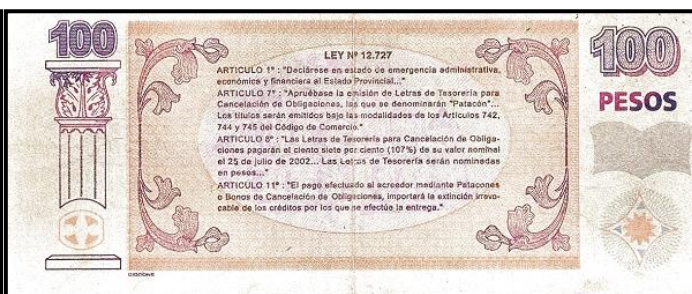 100
100
PESOS
LEY Nº 12.727
ARTICULO 1º : "Declárese en estado de emergencia administrativa,
económica y financiera al Estado Provincial..."
ARTICULO 7º : "Apruébase la emisión de Letras de Tesorería para
Cancelación de Obligaciones, las que se denominarán "Patacón"...
Los títulos serán emitidos bajo las modalidades de los Artículos 742,
744 y 745 del Código de Comercio."
ARTICULO 8º : "Las Letras de Tesorería para Cancelación de Obliga-
ciones pagarán el ciento siete por ciento (107%) de su valor nominal
el 25 de julio de 2002... Las Letras de Tesorería serán nominadas
en pesos..."
ARTICULO 11º : "El pago efectuado al acreedor mediante Patacones
o Bonos de Cancelación de Obligaciones, importará la extinción irrevo-
cable de los créditos por los que se efectúe la entrega."